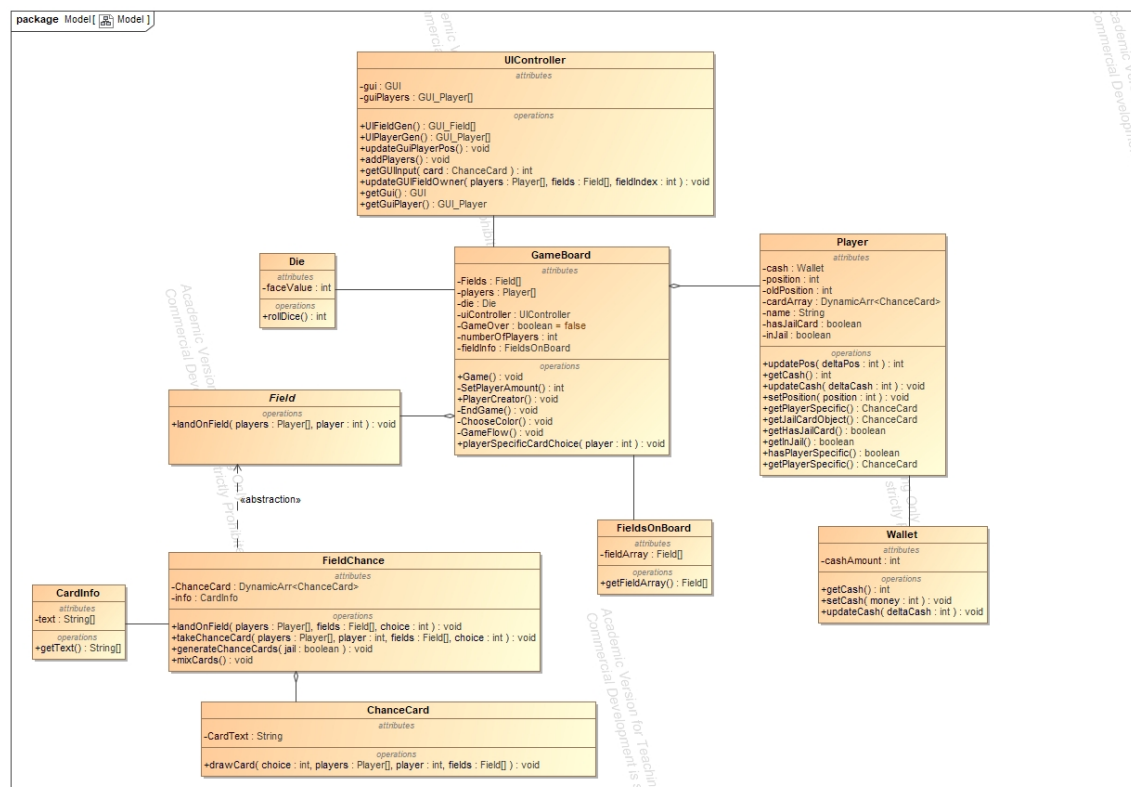 package Model[ Model ]
UIController
attributes
-gui : GUI
-guiPlayers : GUI_Player[]
operations
+UIFieldGen() : GUI_Field[]
+UIPlayerGen() : GUI_Player[]
+updateGuiPlayerPos() : void
+addPlayers() : void
+getGUIInput( card : ChanceCard ) : int
+updateGUIFieldOwner( players : Player[], fields : Field[], fieldIndex : int ) : void
+getGui() : GUI
+getGuiPlayer() : GUI_Player
Die
attributes
-faceValue : int
operations
+rollDice() : int
GameBoard
attributes
-Fields : Field[]
-players : Player[]
-die : Die
-uiController : UIController
-GameOver : boolean = false
-numberOfPlayers : int
-fieldInfo : FieldsOnBoard
operations
+Game() : void
-SetPlayerAmount() : int
+PlayerCreator() : void
-EndGame() : void
-ChooseColor() : void
-GameFlow() : void
+playerSpecificCardChoice( player : int ) : void
Player
attributes
-cash : Wallet
-position : int
-oldPosition : int
-cardArray : DynamicArr<ChanceCard>
-name : String
-hasJailCard : boolean
-inJail : boolean
operations
+updatePos( deltaPos : int ) : int
+getCash() : int
+updateCash( deltaCash : int ) : void
+setPosition( position : int ) : void
+getPlayerSpecific() : ChanceCard
+getJailCardObject() : ChanceCard
+getHasJailCard() : boolean
+getInJail() : boolean
+hasPlayerSpecific() : boolean
+getPlayerSpecific() : ChanceCard
Field
operations
+landOnField( players : Player[], player : int ) : void
«abstraction»
FieldsOnBoard
attributes
-fieldArray : Field[]
operations
+getFieldArray() : Field[]
Wallet
attributes
-cashAmount : int
operations
+getCash() : int
+setCash( money : int ) : void
+updateCash( deltaCash : int ) : void
FieldChance
attributes
-ChanceCard : DynamicArr<ChanceCard>
-info : CardInfo
operations
+landOnField( players : Player[], fields : Field[], choice : int ) : void
+takeChanceCard( players : Player[], player : int, fields : Field[], choice : int ) : void
+generateChanceCards( jail : boolean ) : void
+mixCards() : void
CardInfo
attributes
-text : String[]
operations
+getText() : String[]
ChanceCard
attributes
-CardText : String
operations
+drawCard( choice : int, players : Player[], player : int, fields : Field[] ) : void
Academic Version for Teaching
Commercial Development is